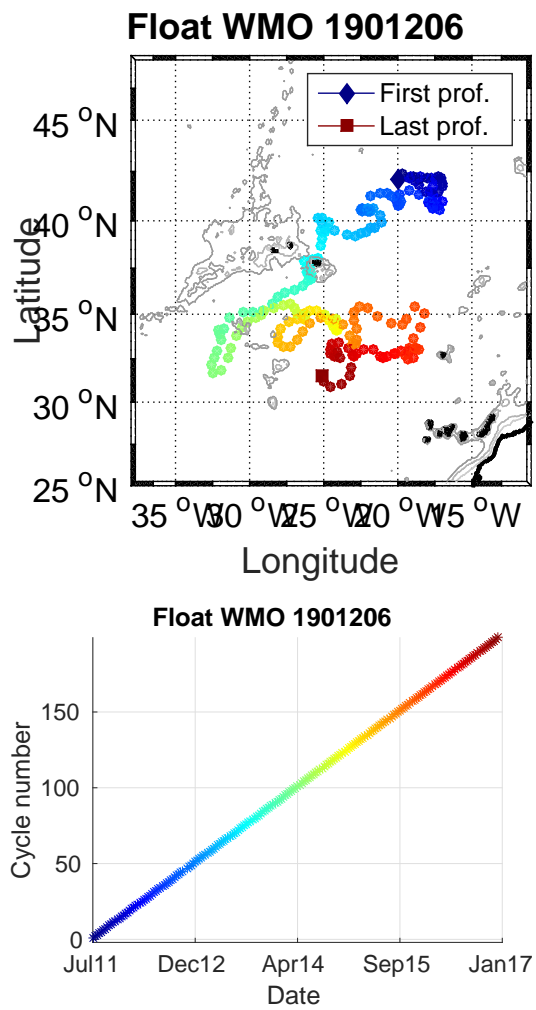 Float WMO 1901206
First prof.
Last prof.
45 °N
40 °N
35 °N
30 °N
25 °N
Latitude
35 °W 30 °W 25 °W 20 °W 15 °W
Longitude
Float WMO 1901206
150
100
50
0
Cycle number
Jul11 Dec12 Apr14 Sep15 Jan17
Date